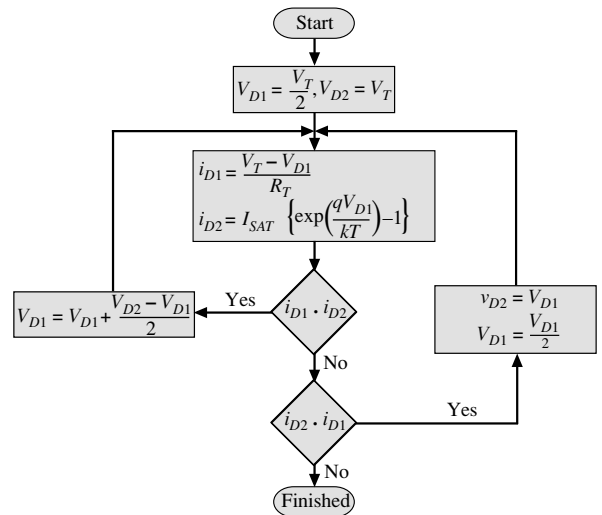 Start
V_{D1} = V_T/2, V_{D2} = V_T
i_{D1} = (V_T − V_{D1})/R_T
i_{D2} = I_{SAT} {exp(qV_{D1}/kT)−1}
Yes
i_{D1} · i_{D2}
V_{D1} = V_{D1} + (V_{D2} − V_{D1})/2
v_{D2} = V_{D1}
V_{D1} = V_{D1}/2
No
i_{D2} · i_{D1}
Yes
No
Finished